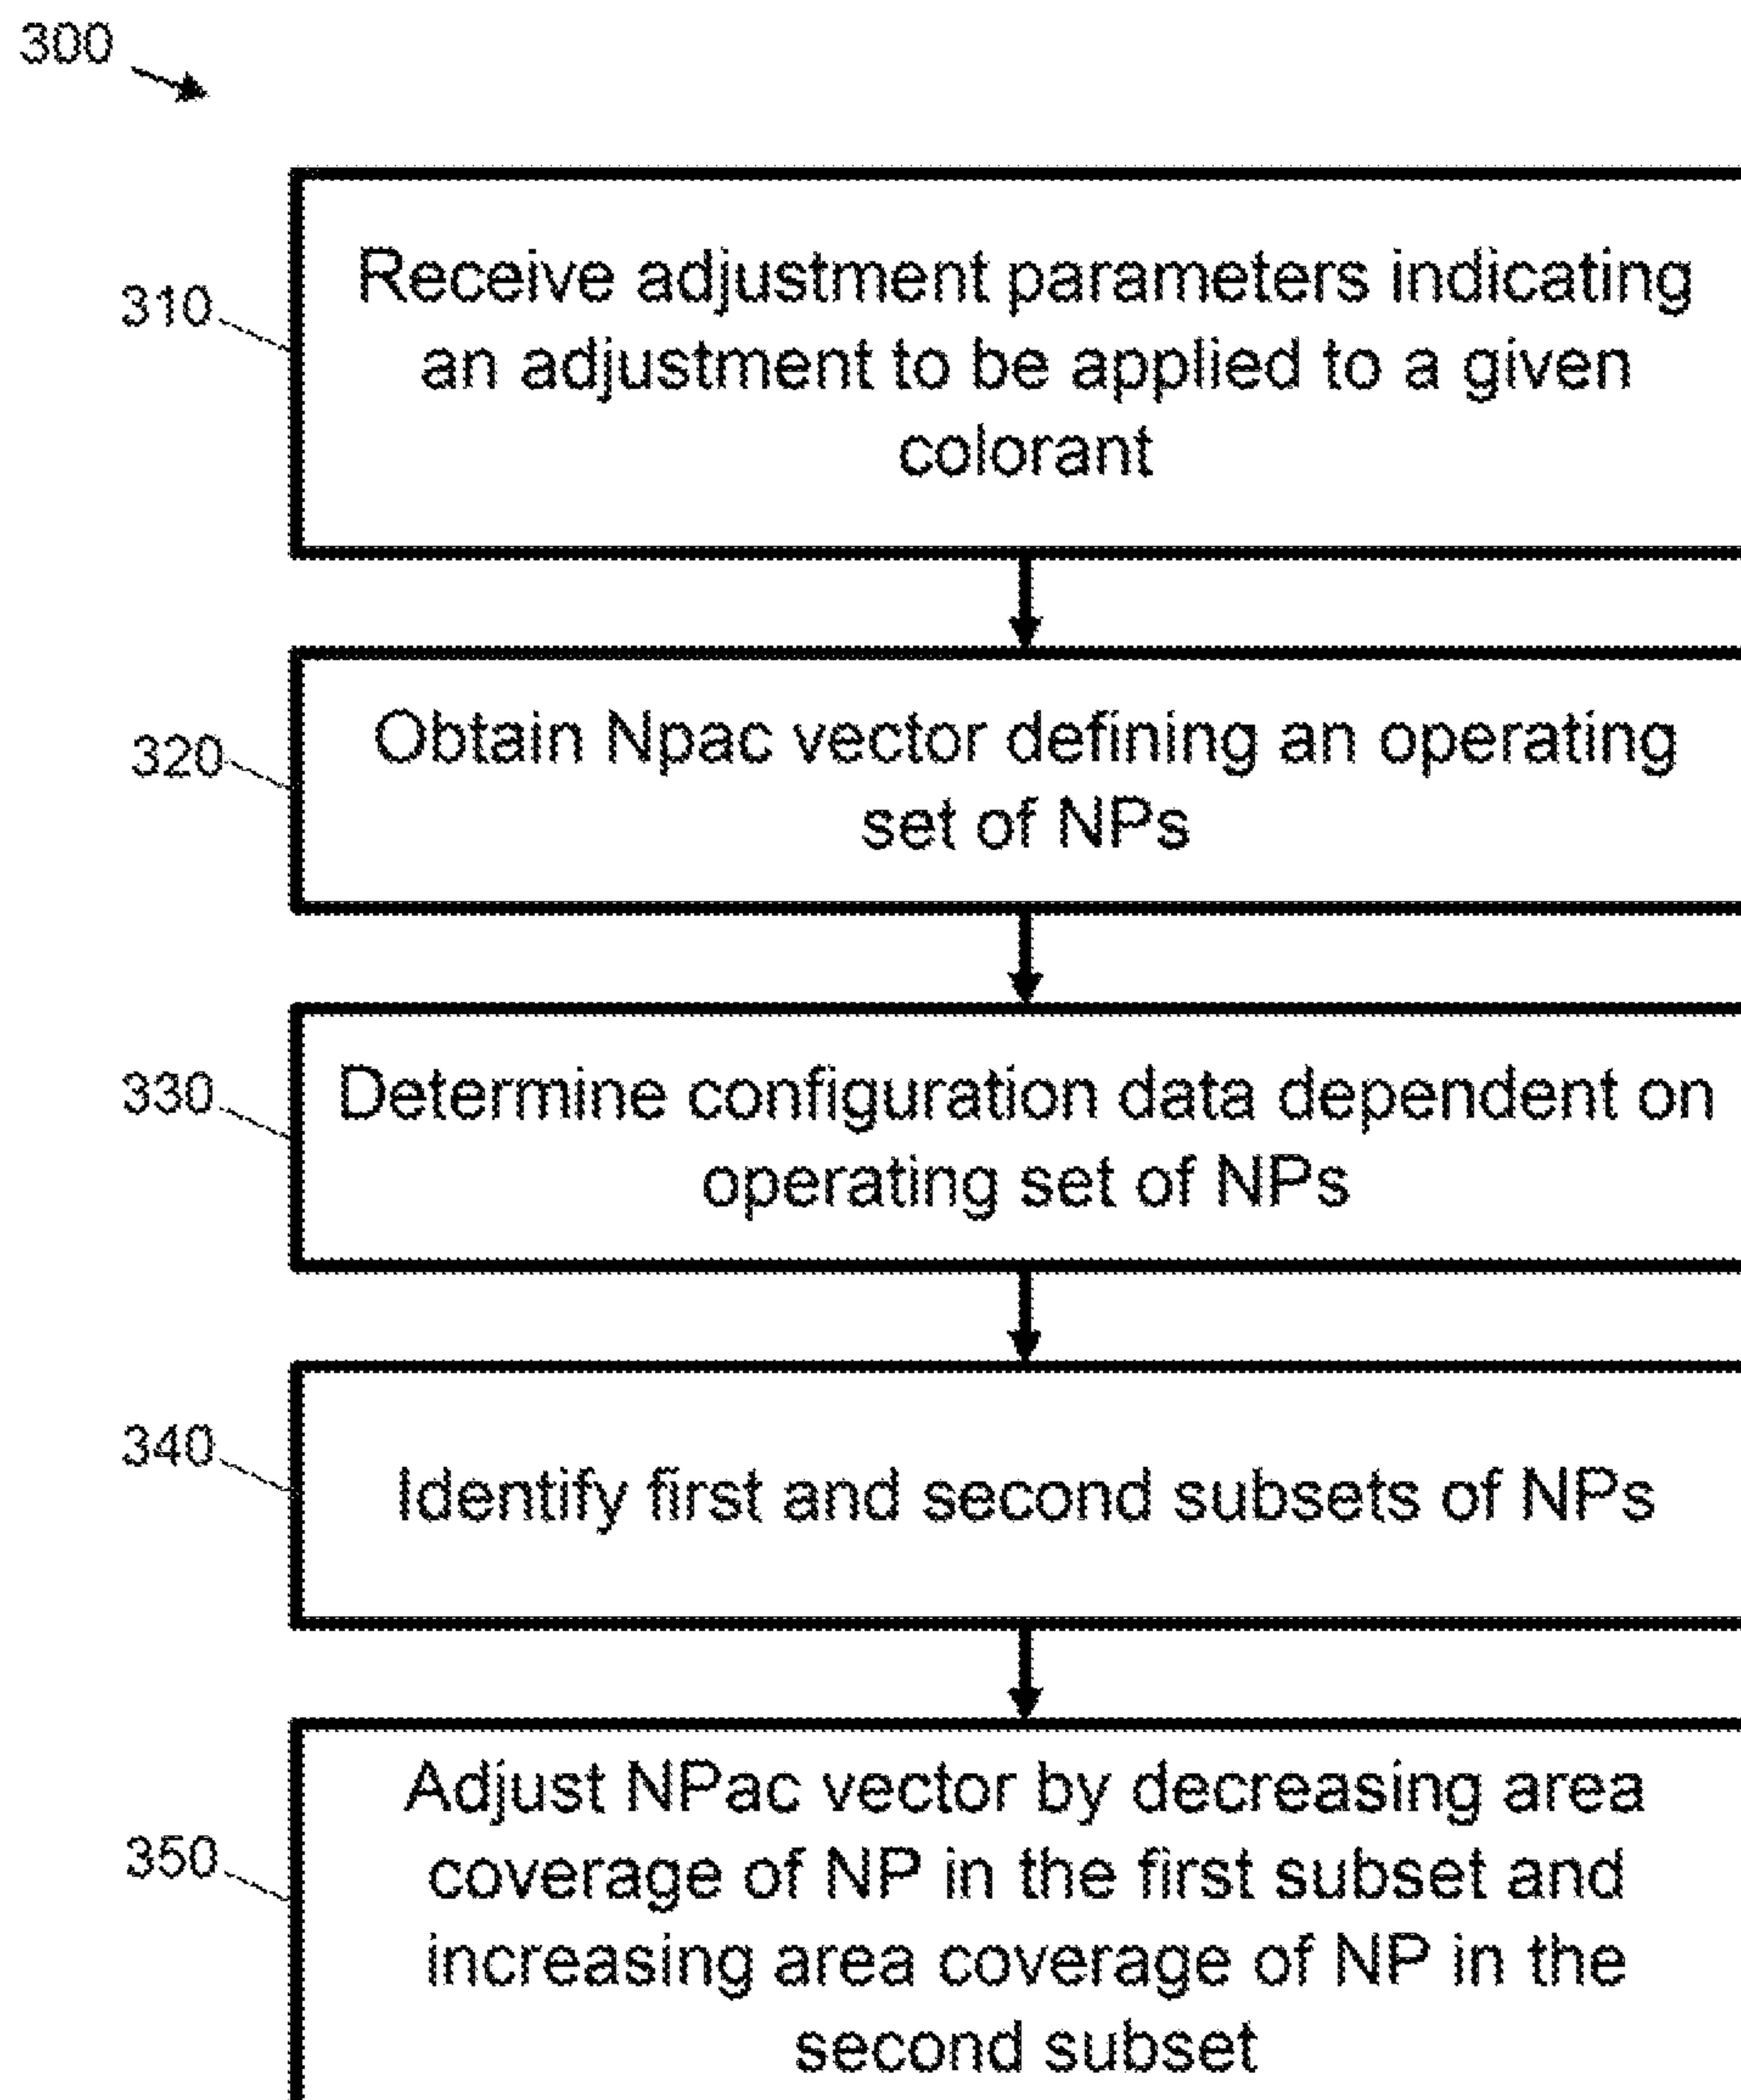 300
310
Receive adjustment parameters indicating
an adjustment to be applied to a given
colorant
320
Obtain Npac vector defining an operating
set of NPs
330
Determine configuration data dependent on
operating set of NPs
340
Identify first and second subsets of NPs
350
Adjust NPac vector by decreasing area
coverage of NP in the first subset and
increasing area coverage of NP in the
second subset